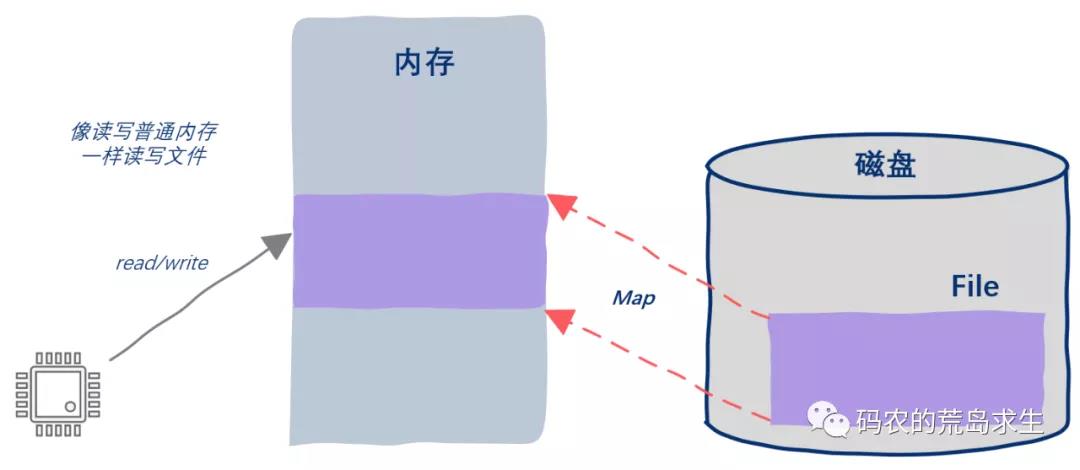 内存
像读写普通内存
一样读写文件
磁盘
read/write
Map
File
码农的荒岛求生